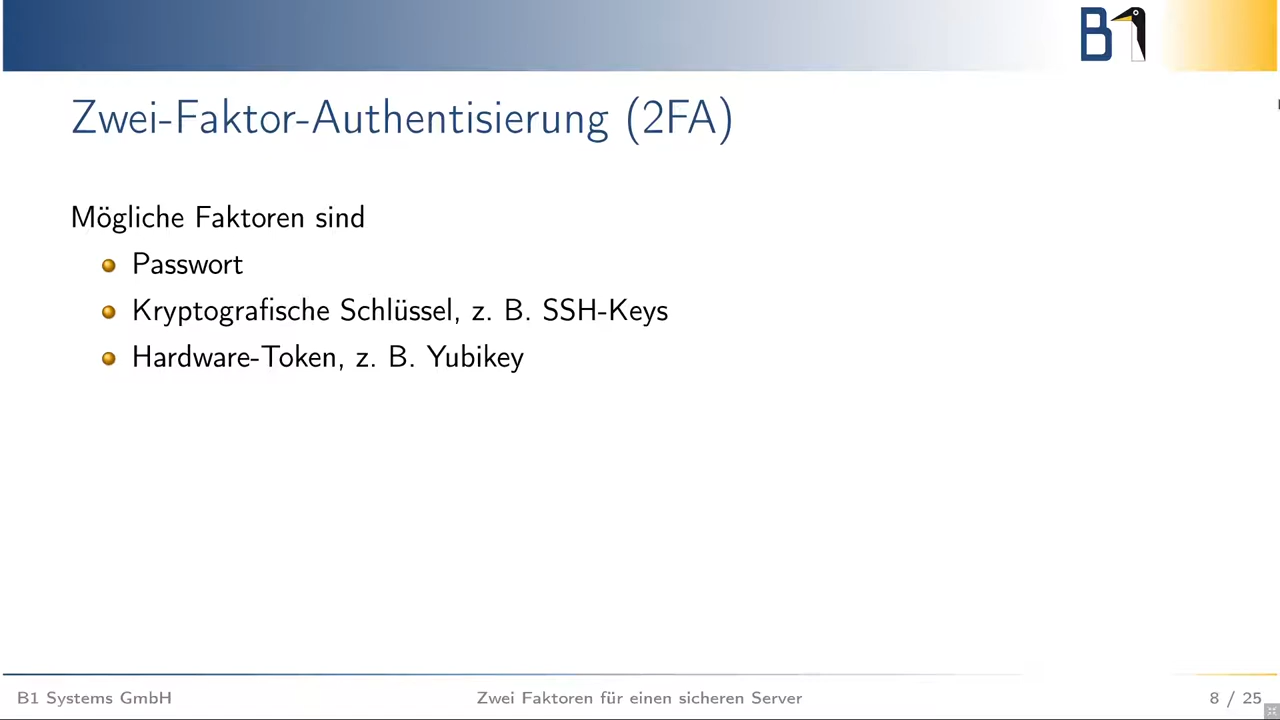 B1
Zwei-Faktor-Authentisierung (2FA)
Mögliche Faktoren sind
Passwort
Kryptografische Schlüssel, z. B. SSH-Keys
Hardware-Token, z. B. Yubikey
B1 Systems GmbH
Zwei Faktoren für einen sicheren Server
8 / 25